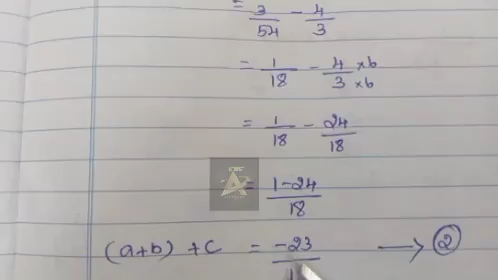 = 3/54 - 4/3
= 1/18 - 4/3 ×6/×6
= 1/18 - 24/18
= 1-24/18
(a+b) + c = -23/ → ②